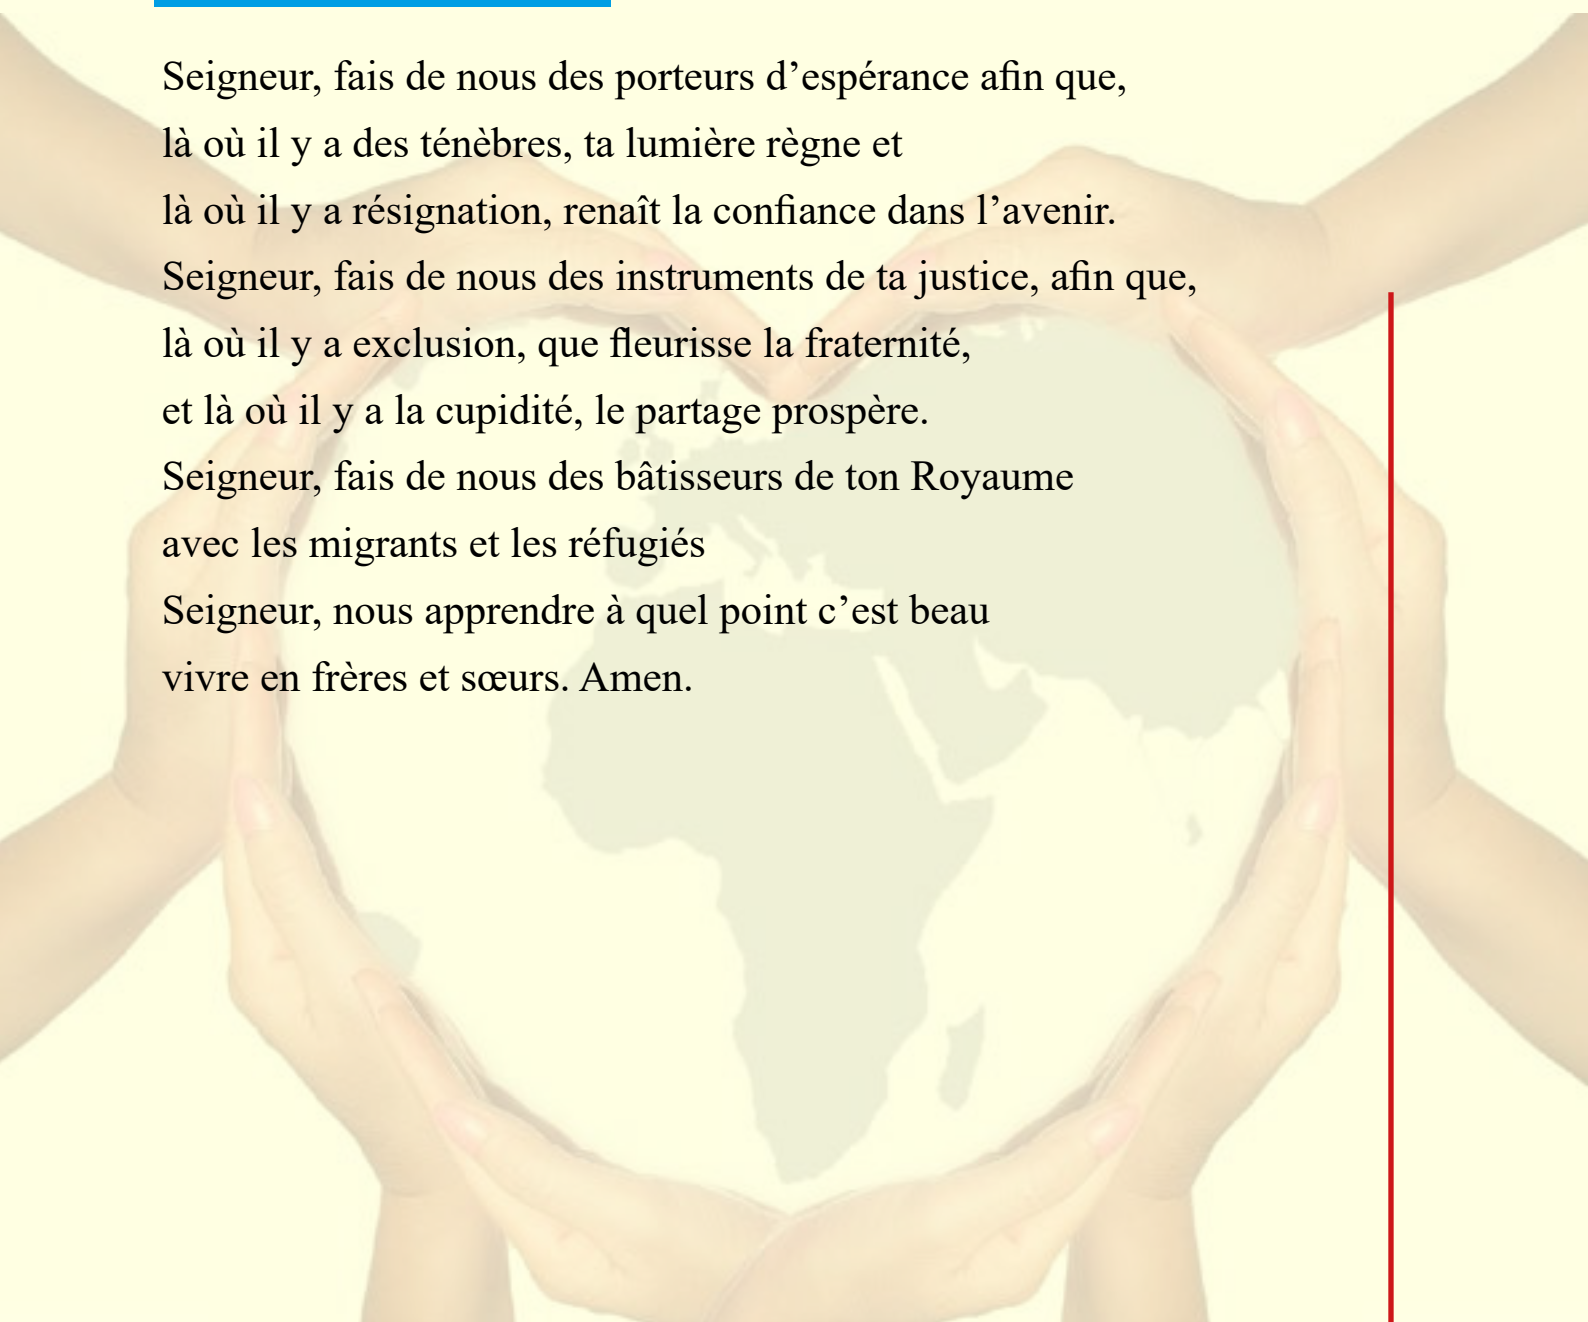 Seigneur, fais de nous des porteurs d’espérance afin que,
là où il y a des ténèbres, ta lumière règne et
là où il y a résignation, renaît la confiance dans l’avenir.
Seigneur, fais de nous des instruments de ta justice, afin que,
là où il y a exclusion, que fleurisse la fraternité,
et là où il y a la cupidité, le partage prospère.
Seigneur, fais de nous des bâtisseurs de ton Royaume
avec les migrants et les réfugiés
Seigneur, nous apprendre à quel point c’est beau
vivre en frères et sœurs. Amen.